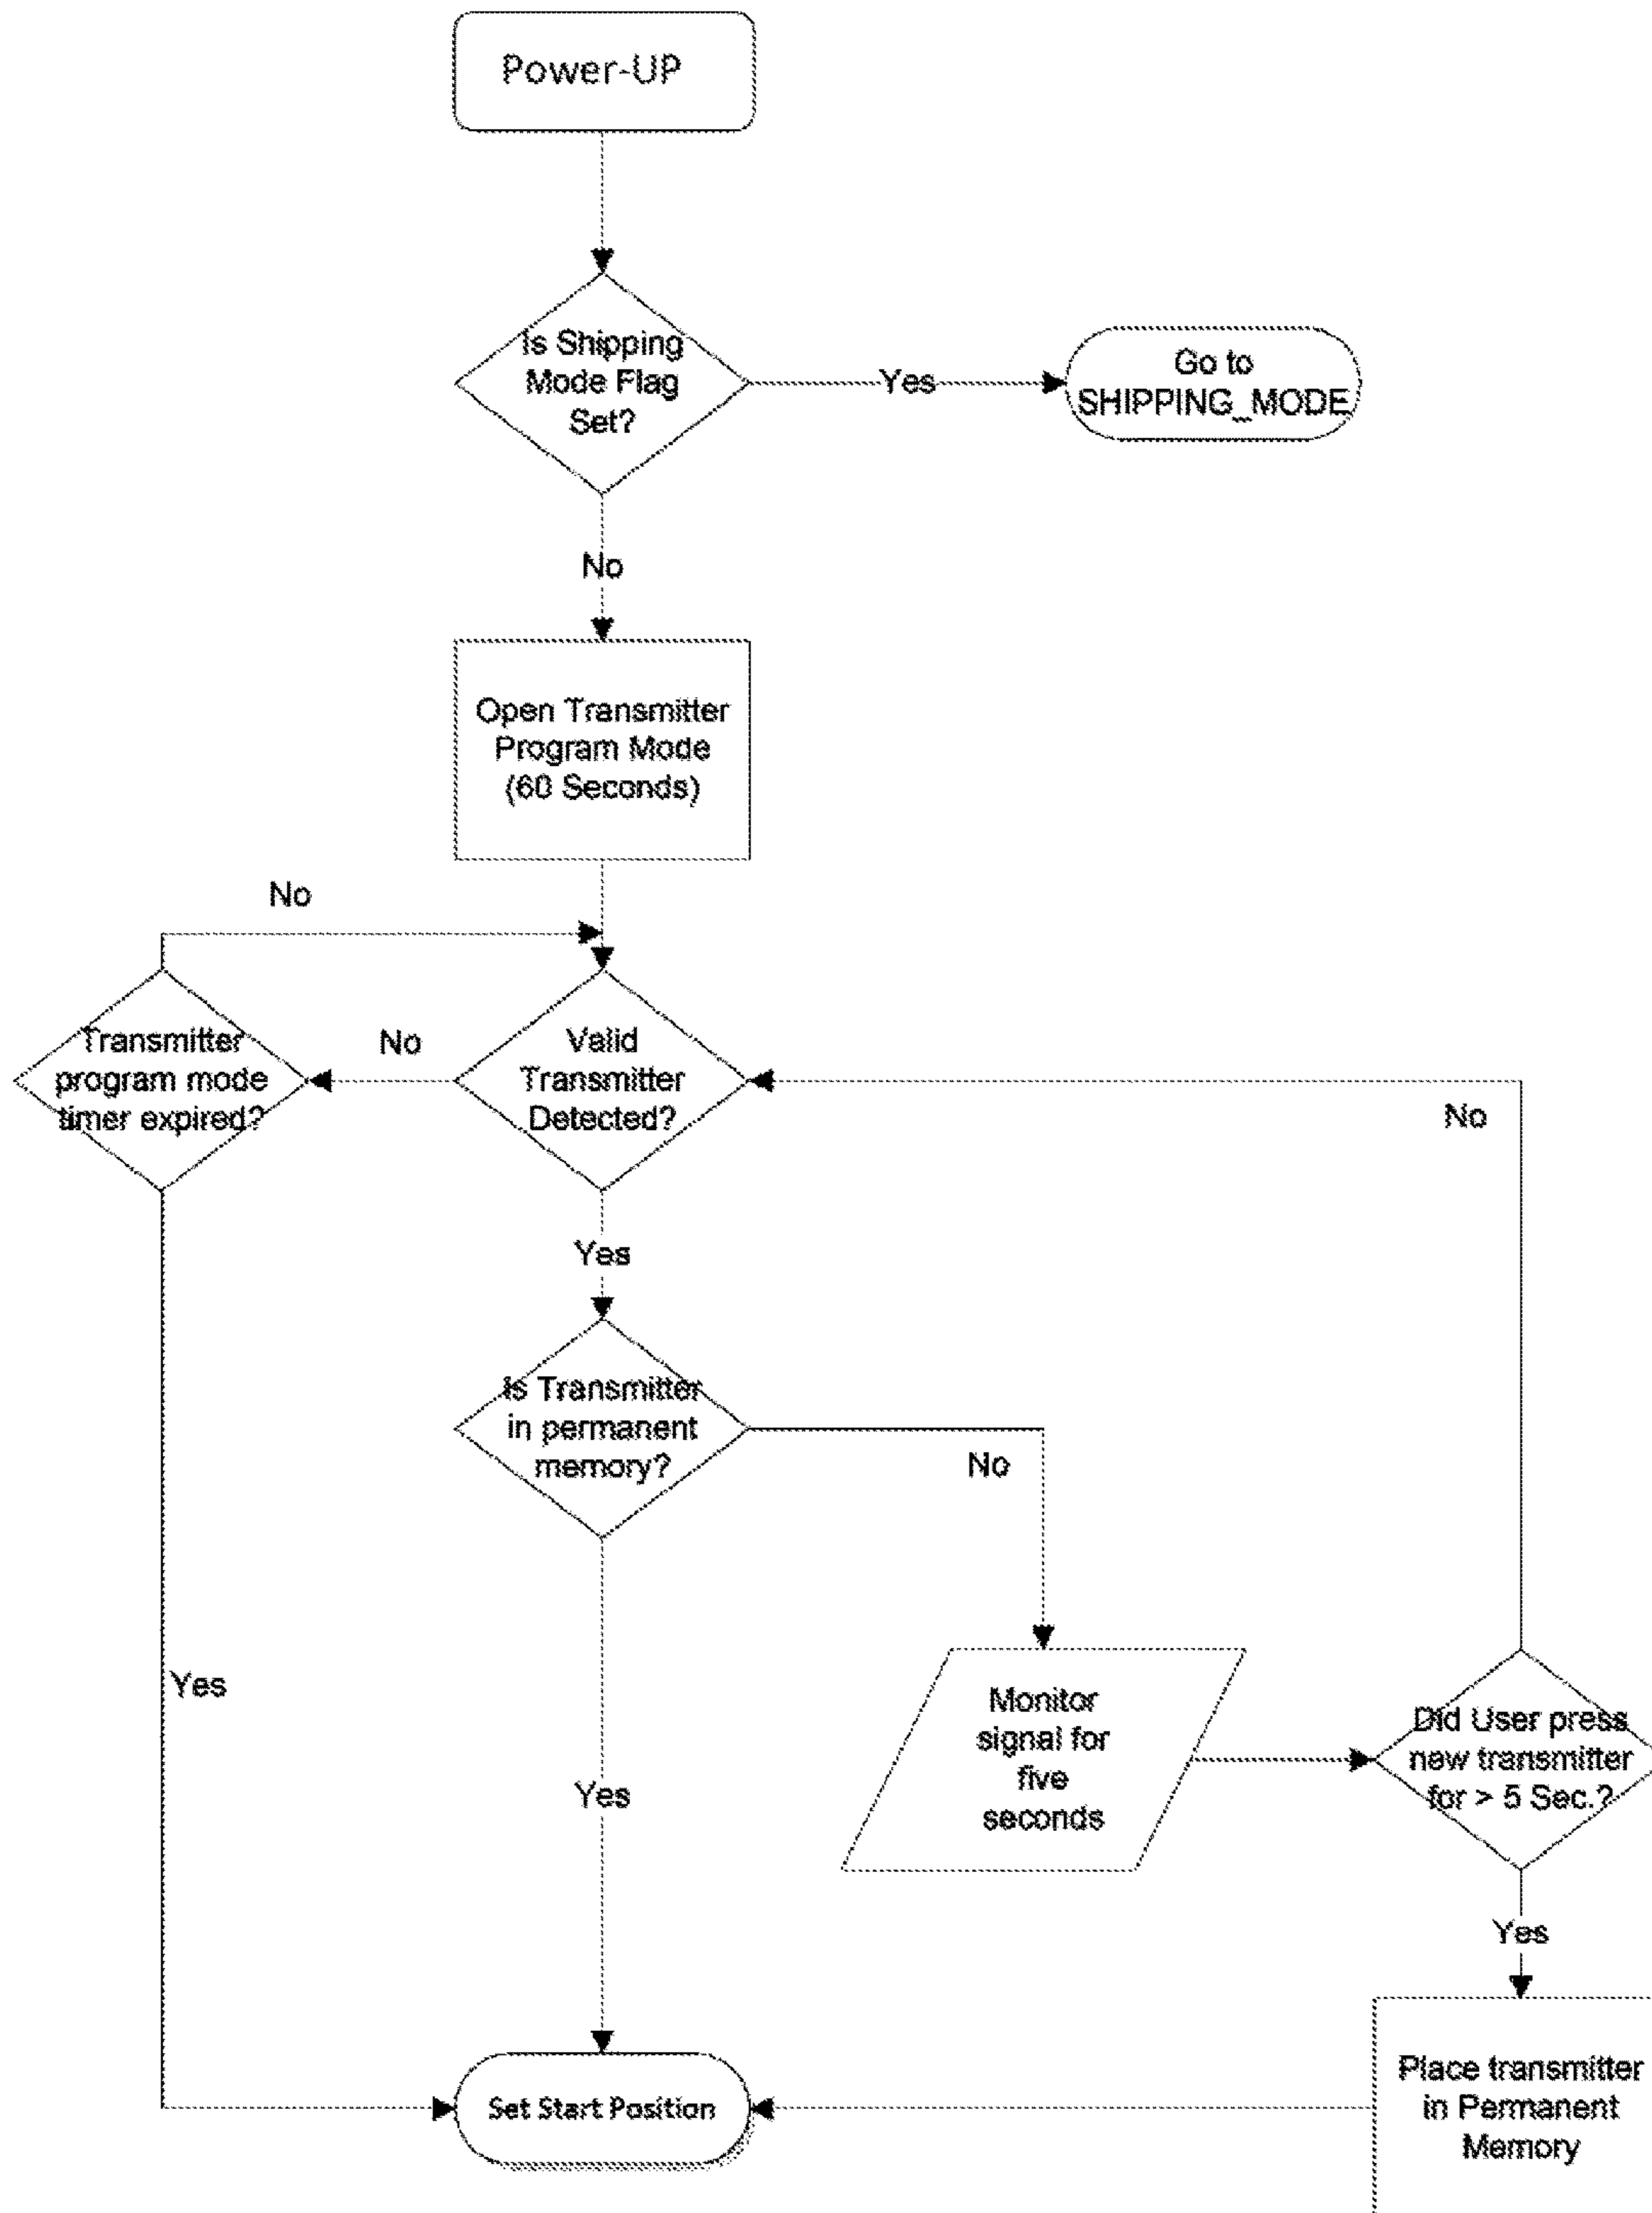 Power-UP
Is Shipping
Mode Flag
Set?
Yes
Go to
SHIPPING_MODE
No
Open Transmitter
Program Mode
(60 Seconds)
No
Transmitter
program mode
timer expired?
No
Valid
Transmitter
Detected?
No
Yes
Is Transmitter
in permanent
memory?
No
Yes
Monitor
signal for
five
seconds
Did User press
new transmitter
for > 5 Sec.?
Yes
Yes
Set Start Position
Place transmitter
in Permanent
Memory